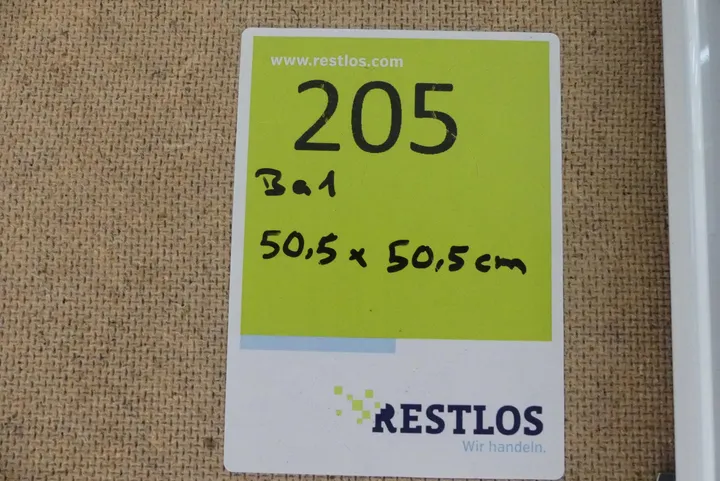 www.restlos.com
205
Ba1
50,5 x 50,5 cm
RESTLOS
Wir handeln.